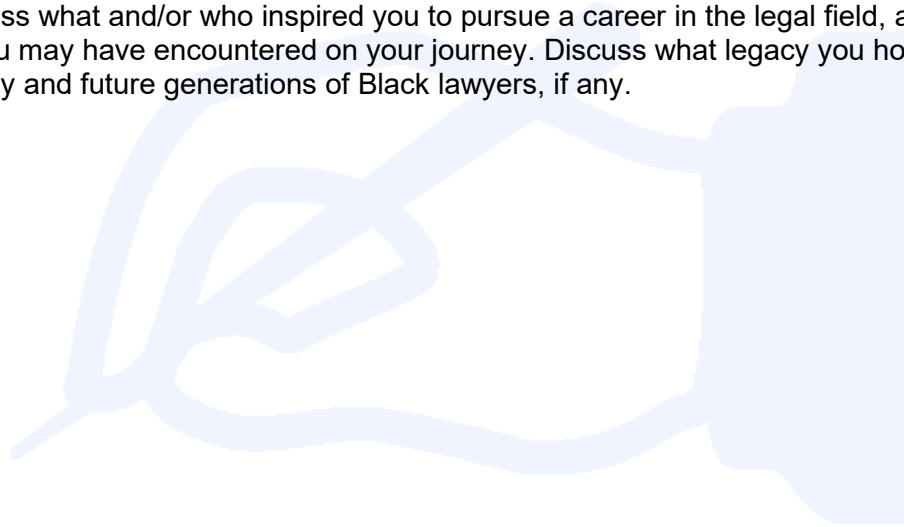 ss what and/or who inspired you to pursue a career in the legal field, a
u may have encountered on your journey. Discuss what legacy you ho
y and future generations of Black lawyers, if any.